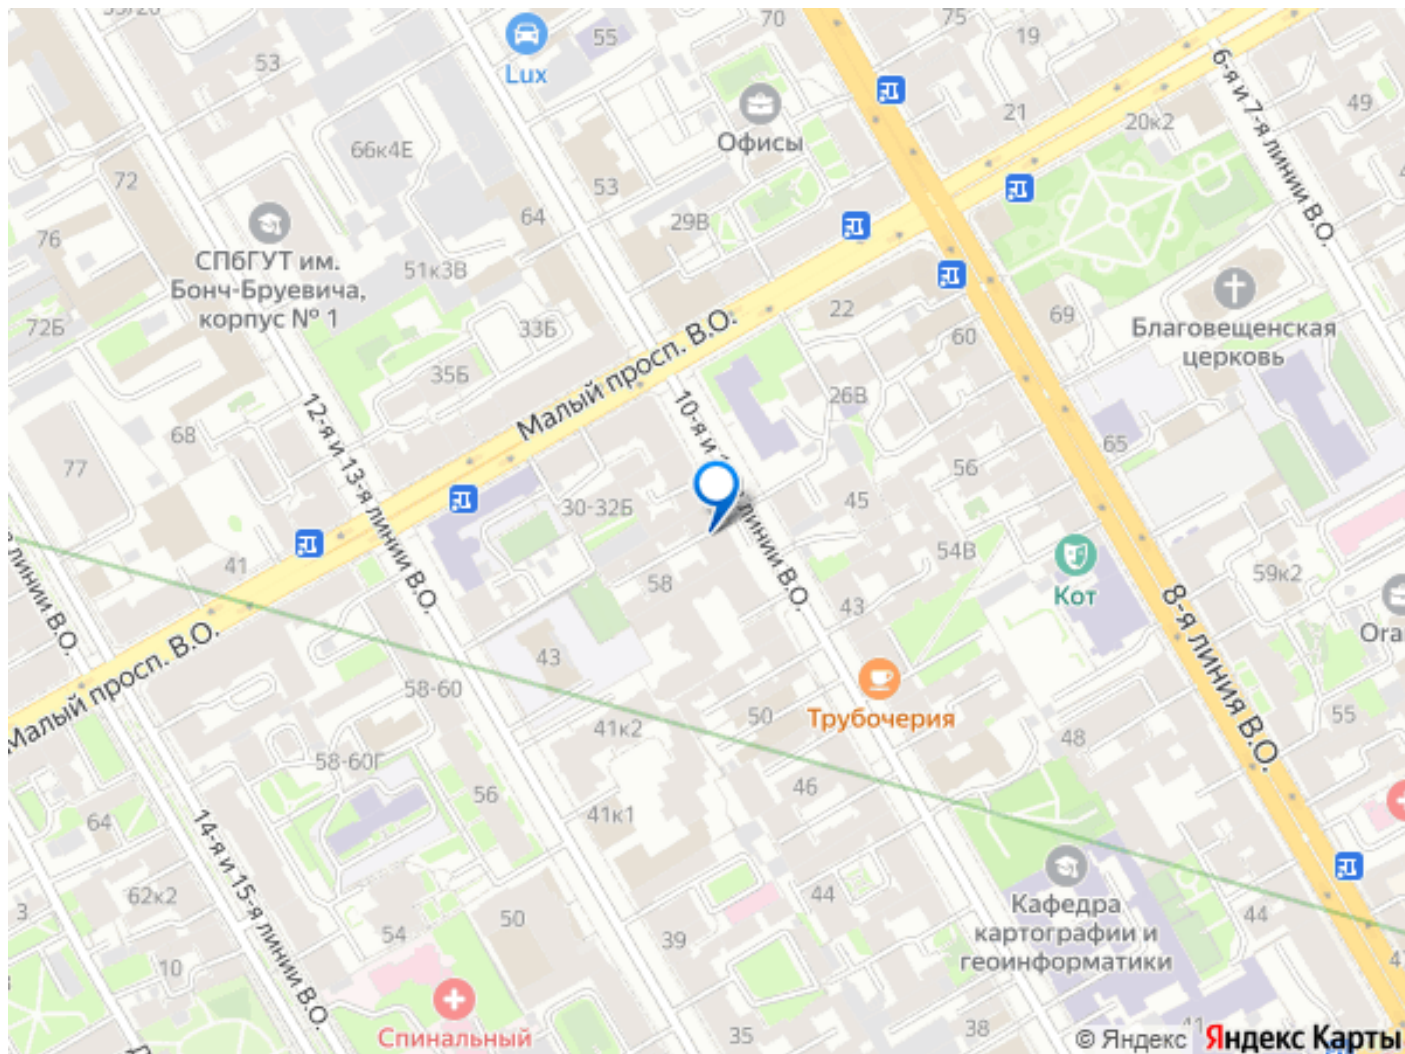 53
55
Lux
70
75
19
6-я и 7-я линии В.О.
49
21
20к2
Офисы
66к4Е
72
53
64
29В
76
СПбГУТ им.
Бонч-Бруевича,
корпус № 1
51к3В
72Б
33Б
35Б
Малый просп. В.О.
22
60
69
Благовещенская
церковь
26В
10-я и
линии В.О.
12-я и 13-я линии В.О.
68
77
65
56
45
30-32Б
54В
Кот
59к2
41
58
43
8-я линия В.О.
линии В.О.
Малый просп. В.О.
43
58-60
Трубочерия
50
41к2
48
55
58-60Г
46
56
41к1
64
14-я и 15-я линии В.О.
62к2
3
44
Кафедра
картографии и
геоинформатики
44
50
54
39
10
Спинальный
35
38
41
© Яндекс
Яндекс Карты